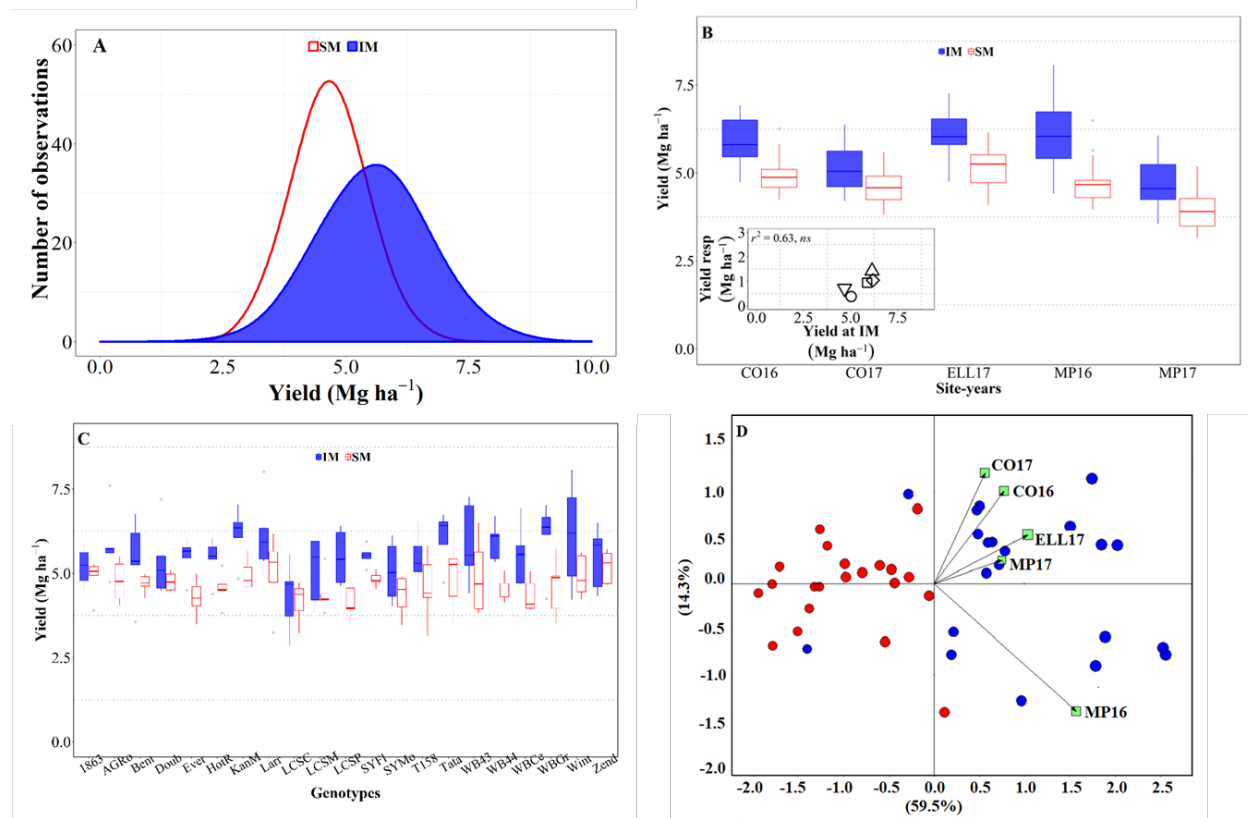 A
SM IM
60
40
20
0
Number of observations
0.0 2.5 5.0 7.5 10.0
Yield (Mg ha⁻¹)
B
IM SM
7.5
5.0
2.5
0.0
Yield (Mg ha⁻¹)
r² = 0.63, ns
3
2
1
0
Yield resp
(Mg ha⁻¹)
0.0 2.5 5.0 7.5
Yield at IM
(Mg ha⁻¹)
CO16 CO17 ELL17 MP16 MP17
Site-years
C
IM SM
7.5
5.0
2.5
0.0
Yield (Mg ha⁻¹)
1863 AGRo Bent Doub Ever HotR KanM Larr LCSC LCSM LCSP SYFl SYMo T158 Tata WB43 WB44 WBCe WBGr Wint Zend
Genotypes
D
1.5
1.0
0.5
0.0
-0.5
-1.0
-1.5
-2.0
(14.3%)
CO17
CO16
ELL17
MP17
MP16
-2.0 -1.5 -1.0 -0.5 0.0 0.5 1.0 1.5 2.0 2.5
(59.5%)